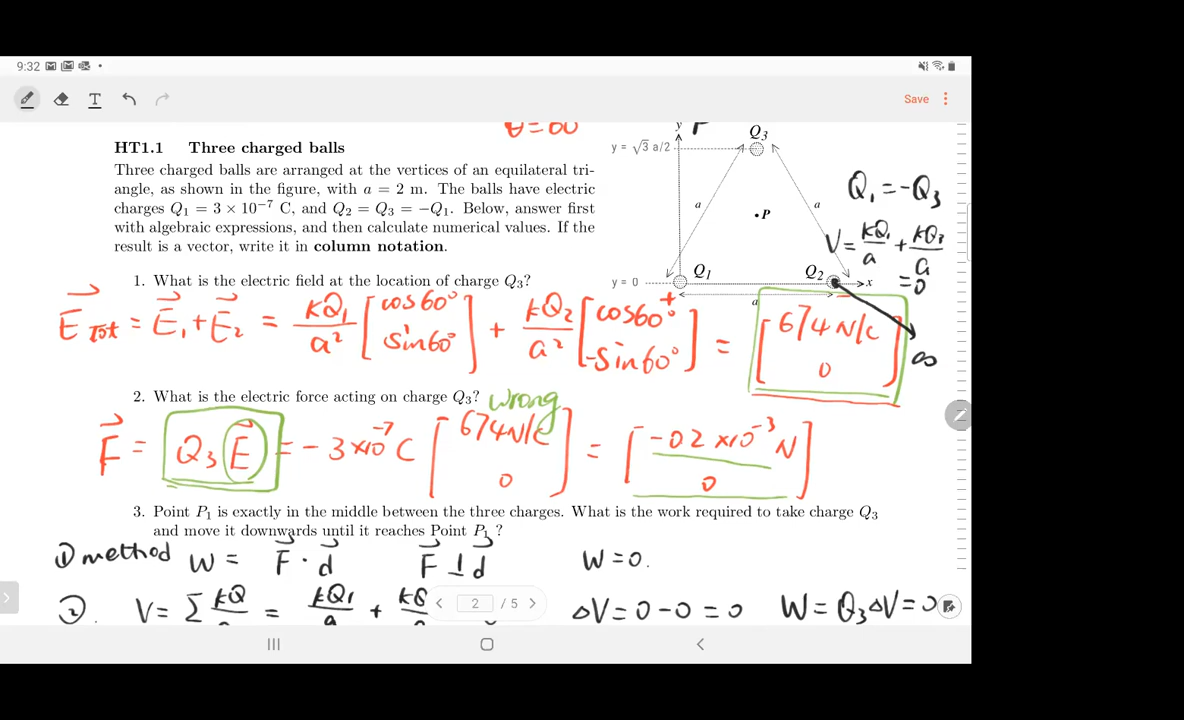 9:32
T
Save
θ=60
HT1.1 Three charged balls
Three charged balls are arranged at the vertices of an equilateral tri-
angle, as shown in the figure, with a = 2 m. The balls have electric
charges Q₁ = 3 × 10⁻⁷ C, and Q₂ = Q₃ = −Q₁. Below, answer first
with algebraic expressions, and then calculate numerical values. If the
result is a vector, write it in column notation.
y
Q₃
y = √3 a/2
a
a
P
Q₁
Q₂
y = 0
x
a
Q₁ = -Q₃
V = kQ₁/a + kQ₃/a
= 0
∞
1. What is the electric field at the location of charge Q₃?
E⃗ Tot = E⃗₁ + E⃗₂ = kQ₁/a² [cos60° sin60°] + kQ₂/a² [cos60° -sin60°] = [674 N/C 0]
2. What is the electric force acting on charge Q₃? wrong
F⃗ = Q₃ E⃗ = - 3×10⁻⁷ C [674 N/C 0] = [-02 ×10⁻³ N 0]
3. Point P₁ is exactly in the middle between the three charges. What is the work required to take charge Q₃
and move it downwards until it reaches Point P₁ ?
① method W = F⃗ · d⃗ F⃗ ⊥ d⃗ W = 0.
② V = Σ kQ = kQ₁/a + ΔV = 0 - 0 = 0 W = Q₃ΔV = 0
2 / 5